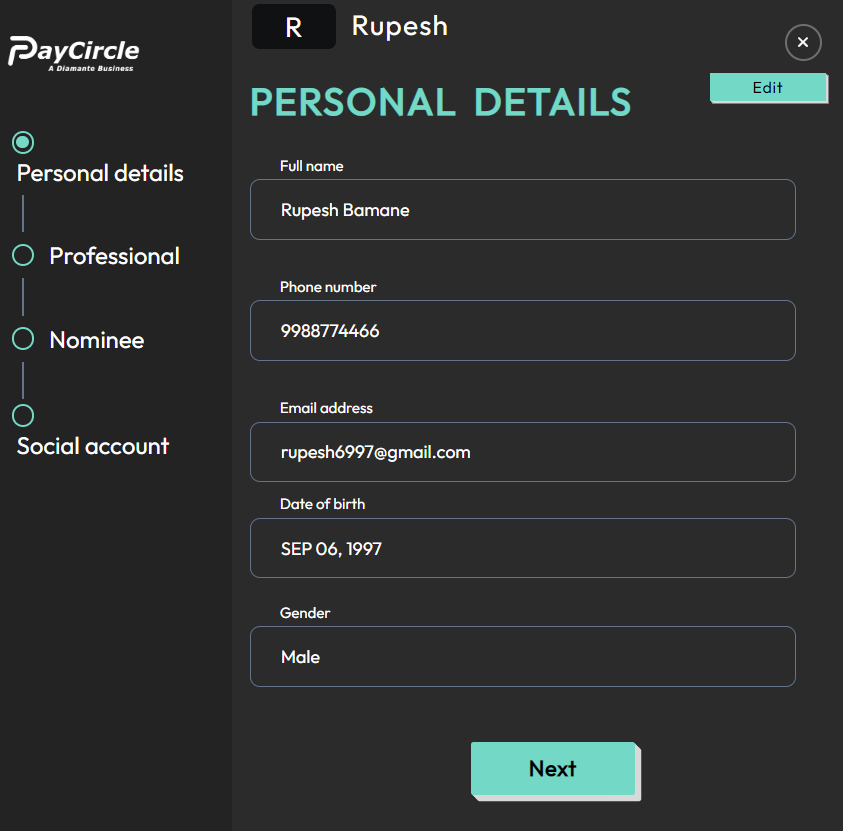 PayCircle
A Diamante Business
Personal details
Professional
Nominee
Social account
R
Rupesh
PERSONAL DETAILS
Edit
Full name
Rupesh Bamane
Phone number
9988774466
Email address
rupesh6997@gmail.com
Date of birth
SEP 06, 1997
Gender
Male
Next